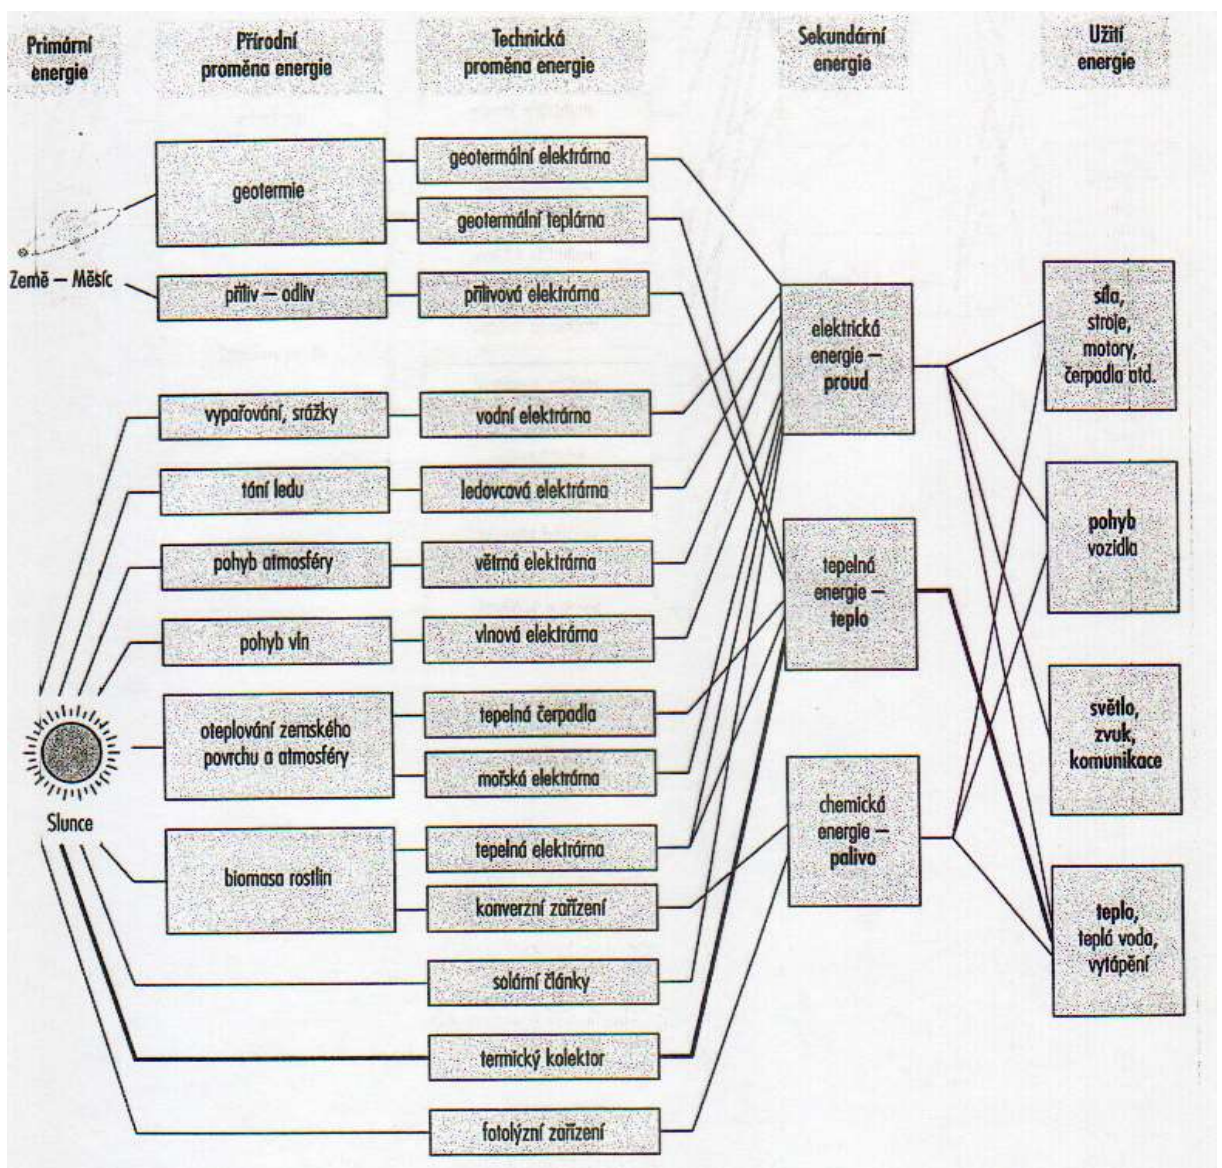 Primární
energie
Přírodní
proměna energie
Technická
proměna energie
Sekundární
energie
Užití
energie
geotermie
geotermální elektrárna
geotermální teplárna
Země – Měsíc
příliv – odliv
přílivová elektrárna
vypařování, srážky
vodní elektrárna
tání ledu
ledovcová elektrárna
pohyb atmosféry
větrná elektrárna
pohyb vln
vlnová elektrárna
oteplování zemského
povrchu a atmosféry
tepelná čerpadla
mořská elektrárna
Slunce
biomasa rostlin
tepelná elektrárna
konverzní zařízení
solární články
termický kolektor
fotolýzní zařízení
elektrická
energie –
proud
tepelná
energie –
teplo
chemická
energie –
palivo
síla,
stroje,
motory,
čerpadla atd.
pohyb
vozidla
světlo,
zvuk,
komunikace
teplo,
teplá voda,
vytápění